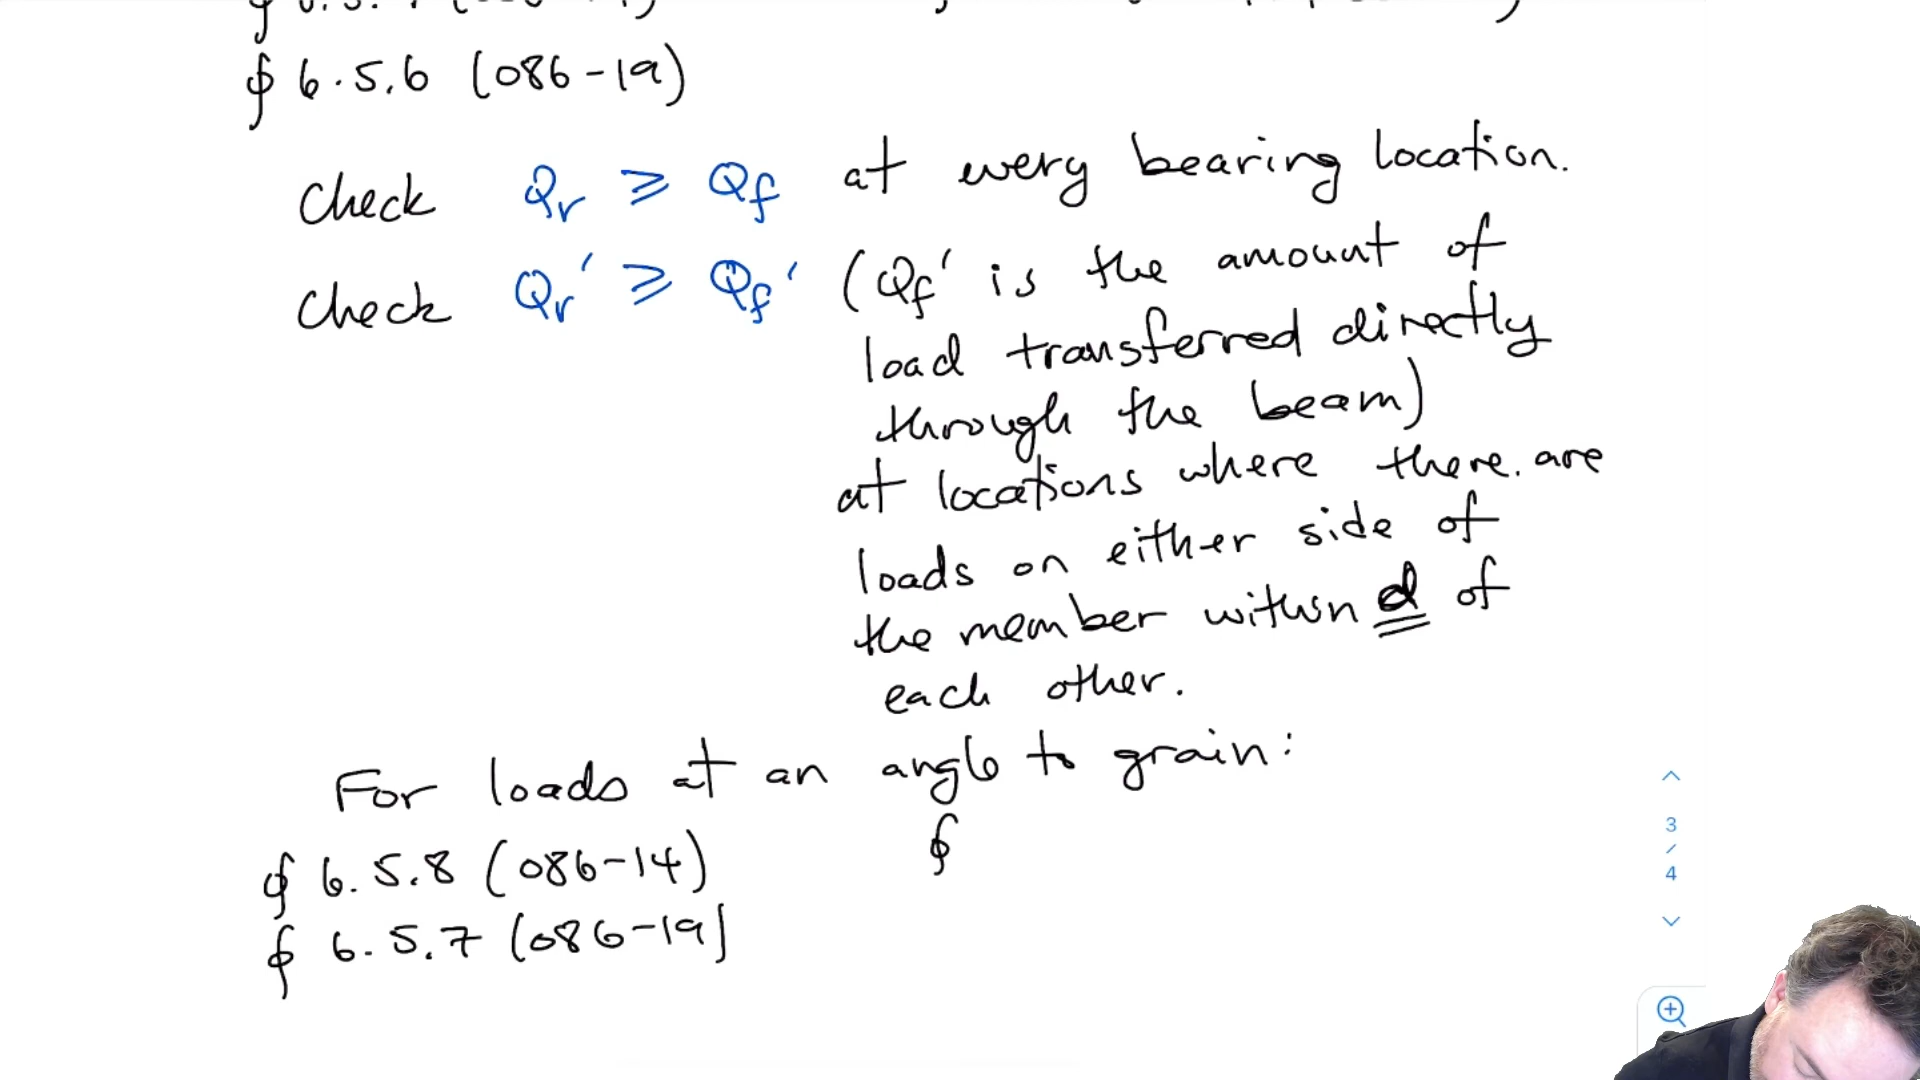 § 6.5.6 (086-19)
Check Qr ≥ Qf at every bearing location.
Check Qr' ≥ Qf' (Qf' is the amount of
load transferred directly
through the beam)
at locations where there are
loads on either side of
the member within d of
each other.
For loads at an angle to grain:
§ 6.5.8 (086-14) §
§ 6.5.7 (086-19)
3
/
4